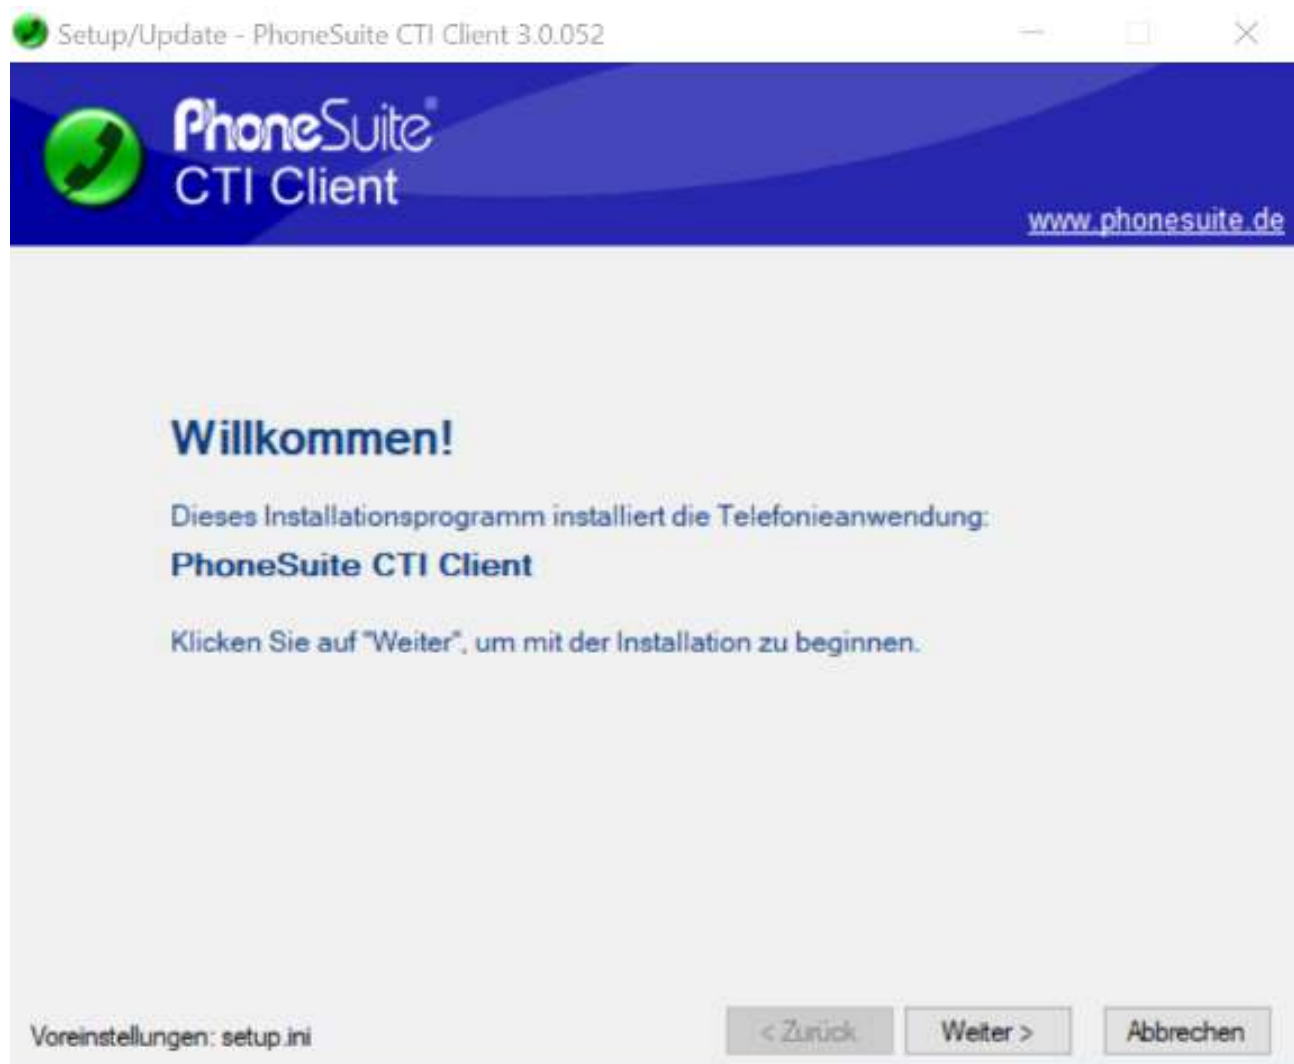 Setup/Update - PhoneSuite CTI Client 3.0.052
PhoneSuite®
CTI Client
www.phonesuite.de
Willkommen!
Dieses Installationsprogramm installiert die Telefonieanwendung:
PhoneSuite CTI Client
Klicken Sie auf "Weiter", um mit der Installation zu beginnen.
Voreinstellungen: setup.ini
< Zurück
Weiter >
Abbrechen